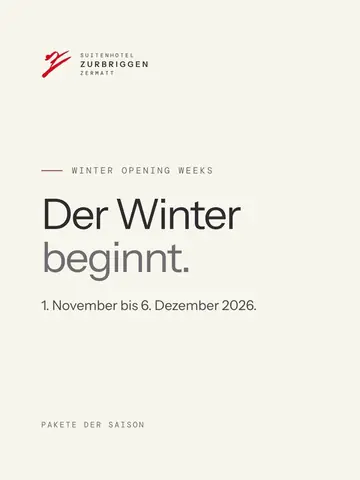 SUITENHOTEL
ZURBRIGGEN
ZERMATT
WINTER OPENING WEEKS
Der Winter
beginnt.
1. November bis 6. Dezember 2026.
PAKETE DER SAISON